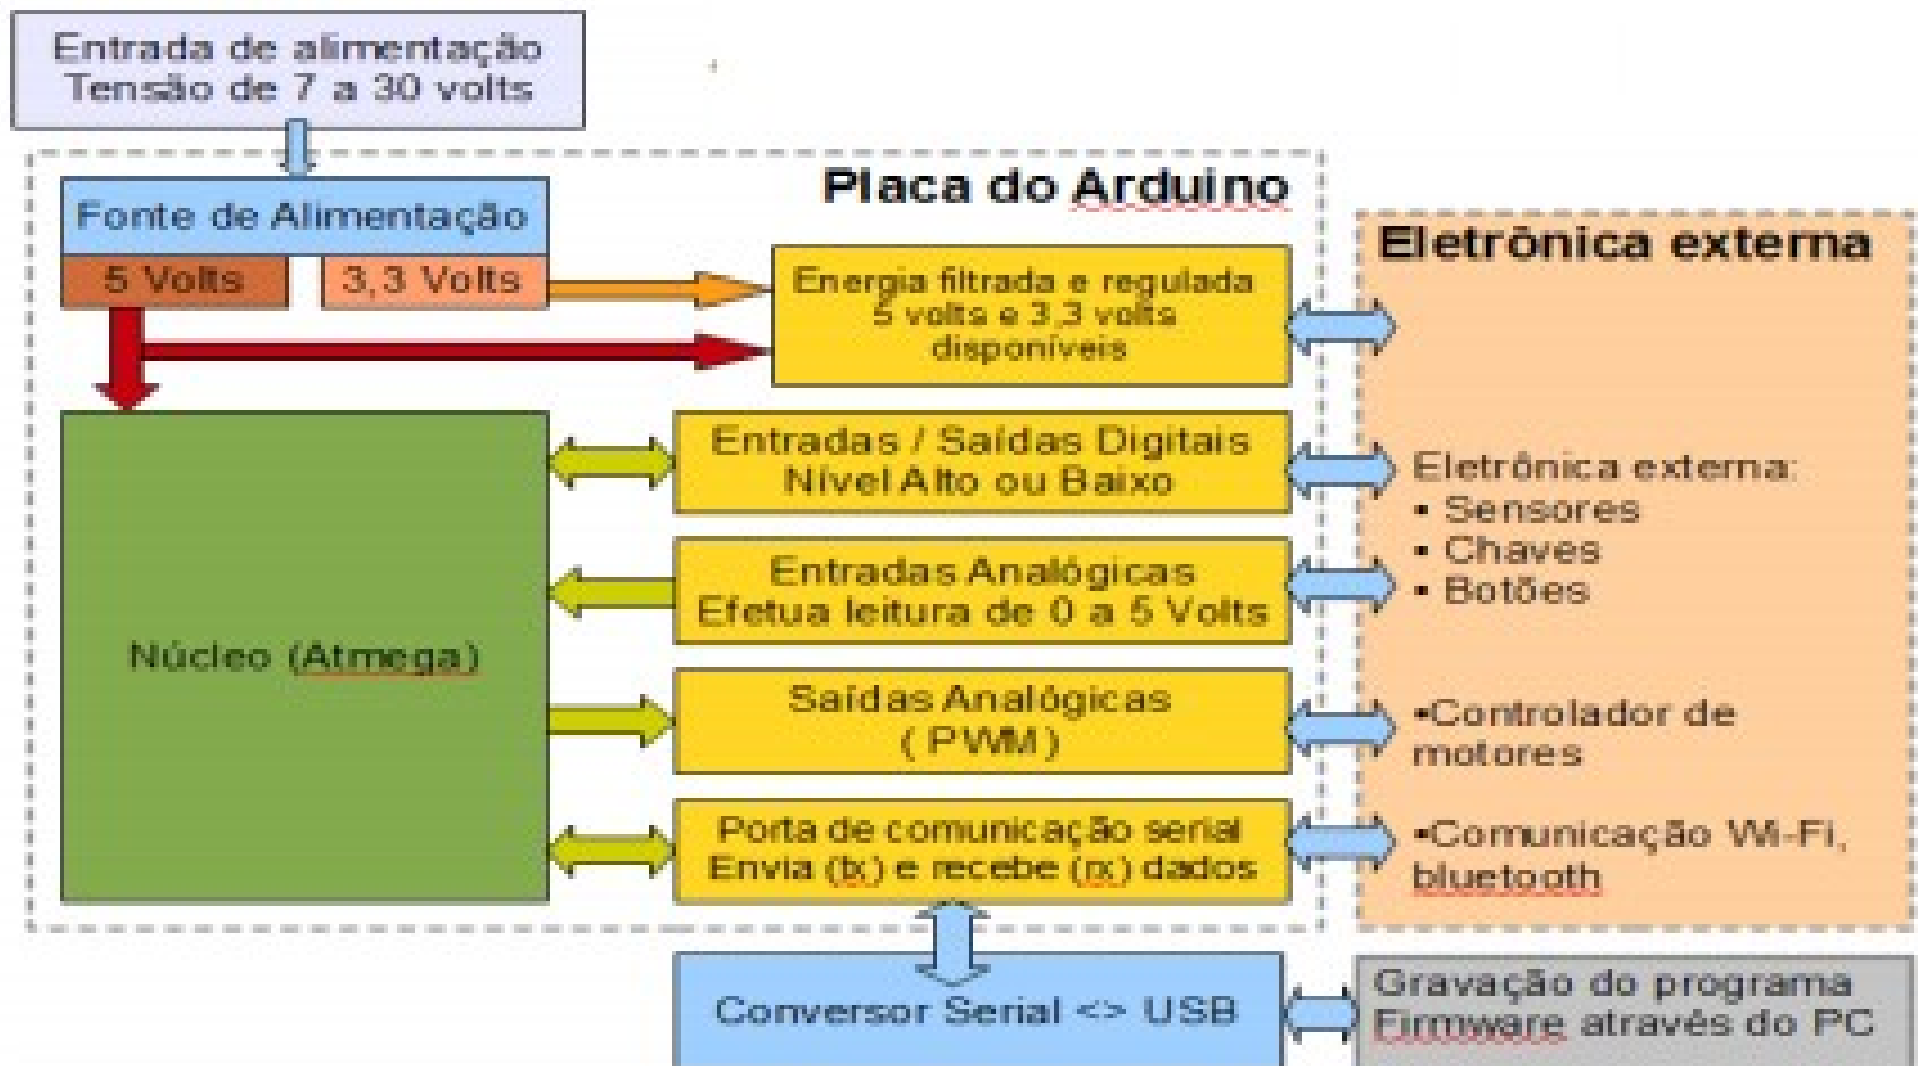 Entrada de alimentação
Tensão de 7 a 30 volts
Placa do Arduino
Fonte de Alimentação
5 Volts
3,3 Volts
Energia filtrada e regulada
5 volts e 3,3 volts
disponíveis
Eletrônica externa
Entradas / Saídas Digitais
Nível Alto ou Baixo
Entradas Analógicas
Efetua leitura de 0 a 5 Volts
Núcleo (Atmega)
Saídas Analógicas
( PWM )
Porta de comunicação serial
Envia (tx) e recebe (rx) dados
Eletrônica externa:
• Sensores
• Chaves
• Botões
•Controlador de
motores
•Comunicação Wi-Fi,
bluetooth
Conversor Serial <> USB
Gravação do programa
Firmware através do PC